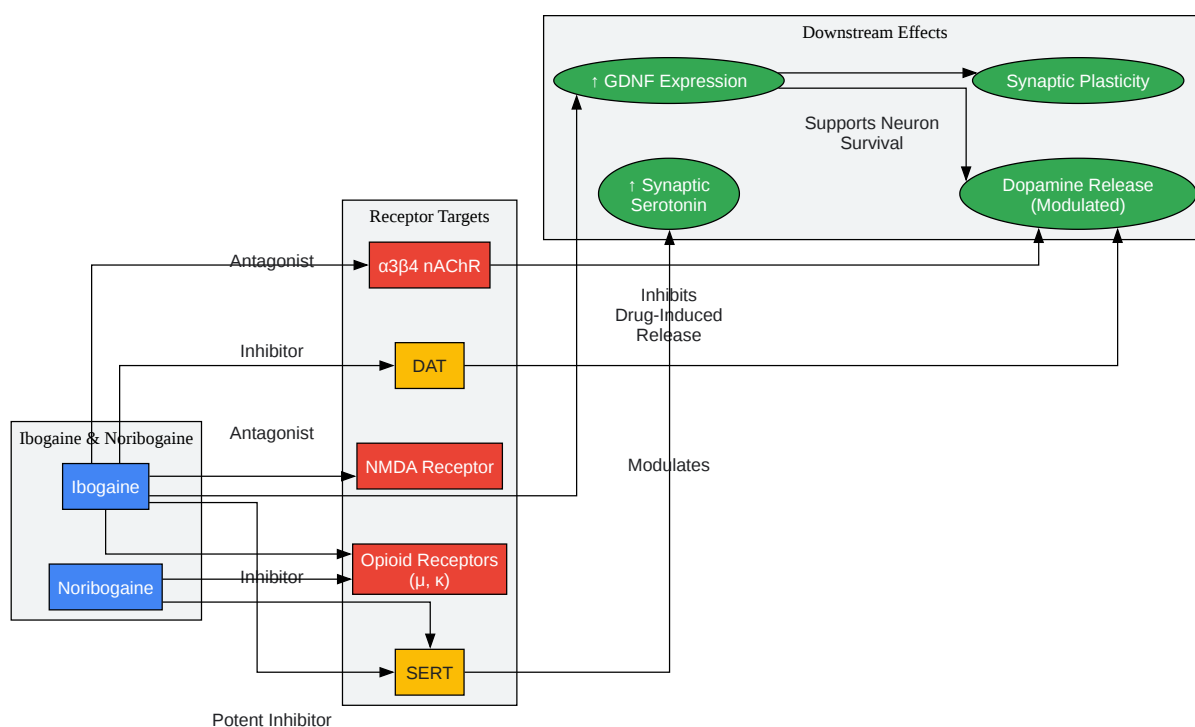 Downstream Effects
↑ GDNF Expression
Synaptic Plasticity
Supports Neuron
Survival
↑ Synaptic
Serotonin
Dopamine Release
(Modulated)
Receptor Targets
Antagonist
α3β4 nAChR
Inhibits
Drug-Induced
Release
Inhibitor
DAT
Ibogaine & Noribogaine
Antagonist
NMDA Receptor
Modulates
Ibogaine
Opioid Receptors
(μ, κ)
Noribogaine
Inhibitor
SERT
Potent Inhibitor